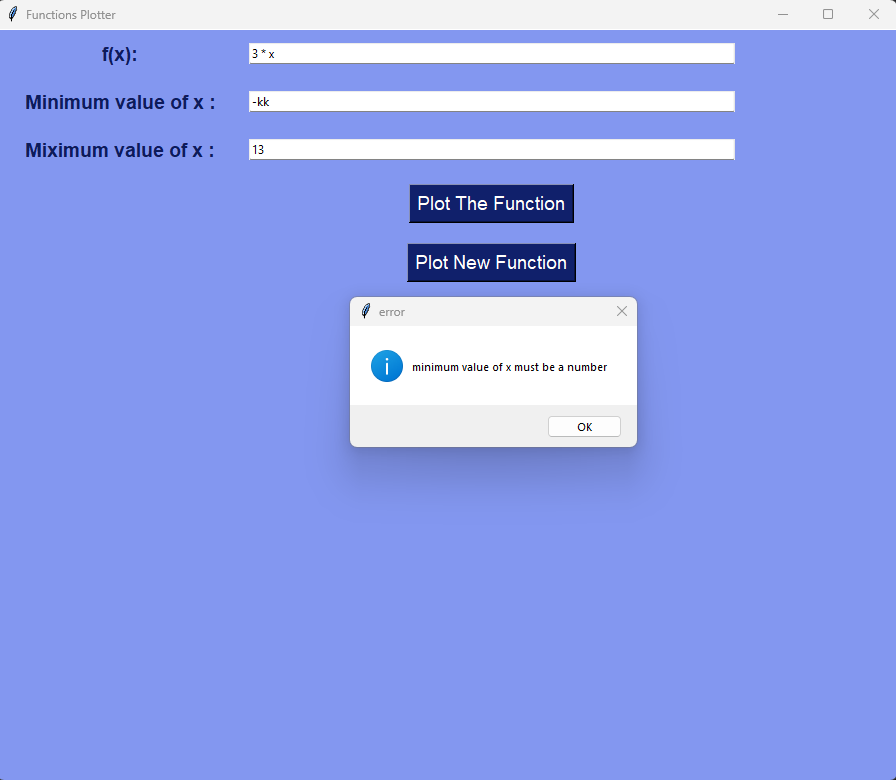 Functions Plotter
f(x):
3 * x
Minimum value of x :
-kk
Miximum value of x :
13
Plot The Function
Plot New Function
error
minimum value of x must be a number
OK